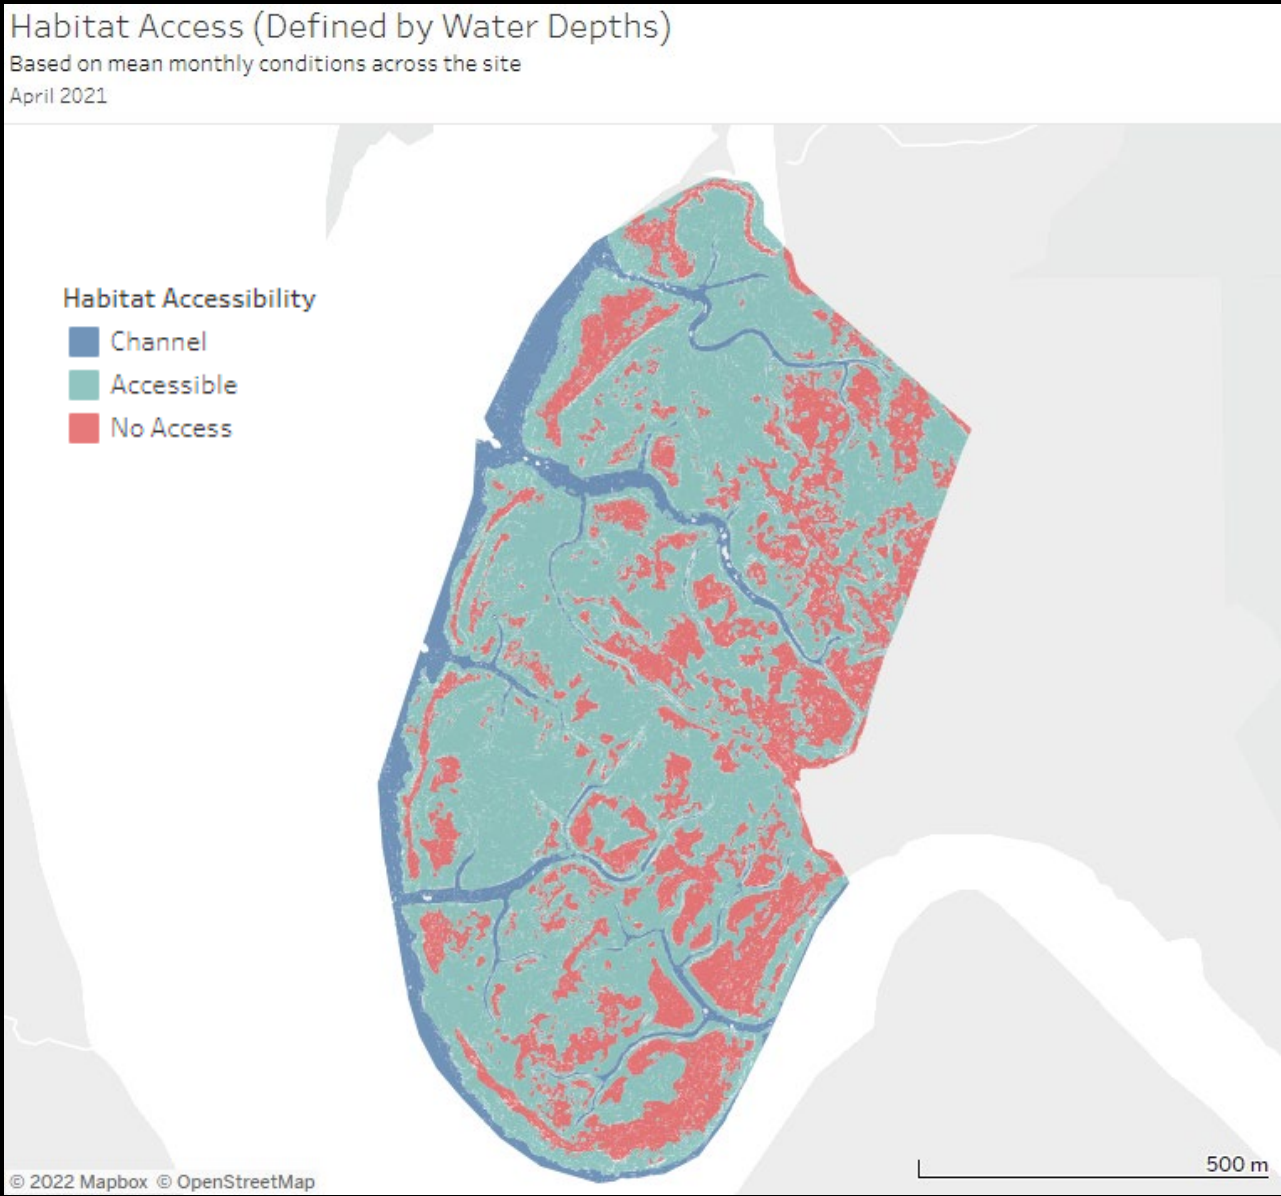 Habitat Access (Defined by Water Depths)
Based on mean monthly conditions across the site
April 2021
Habitat Accessibility
Channel
Accessible
No Access
500 m
© 2022 Mapbox © OpenStreetMap